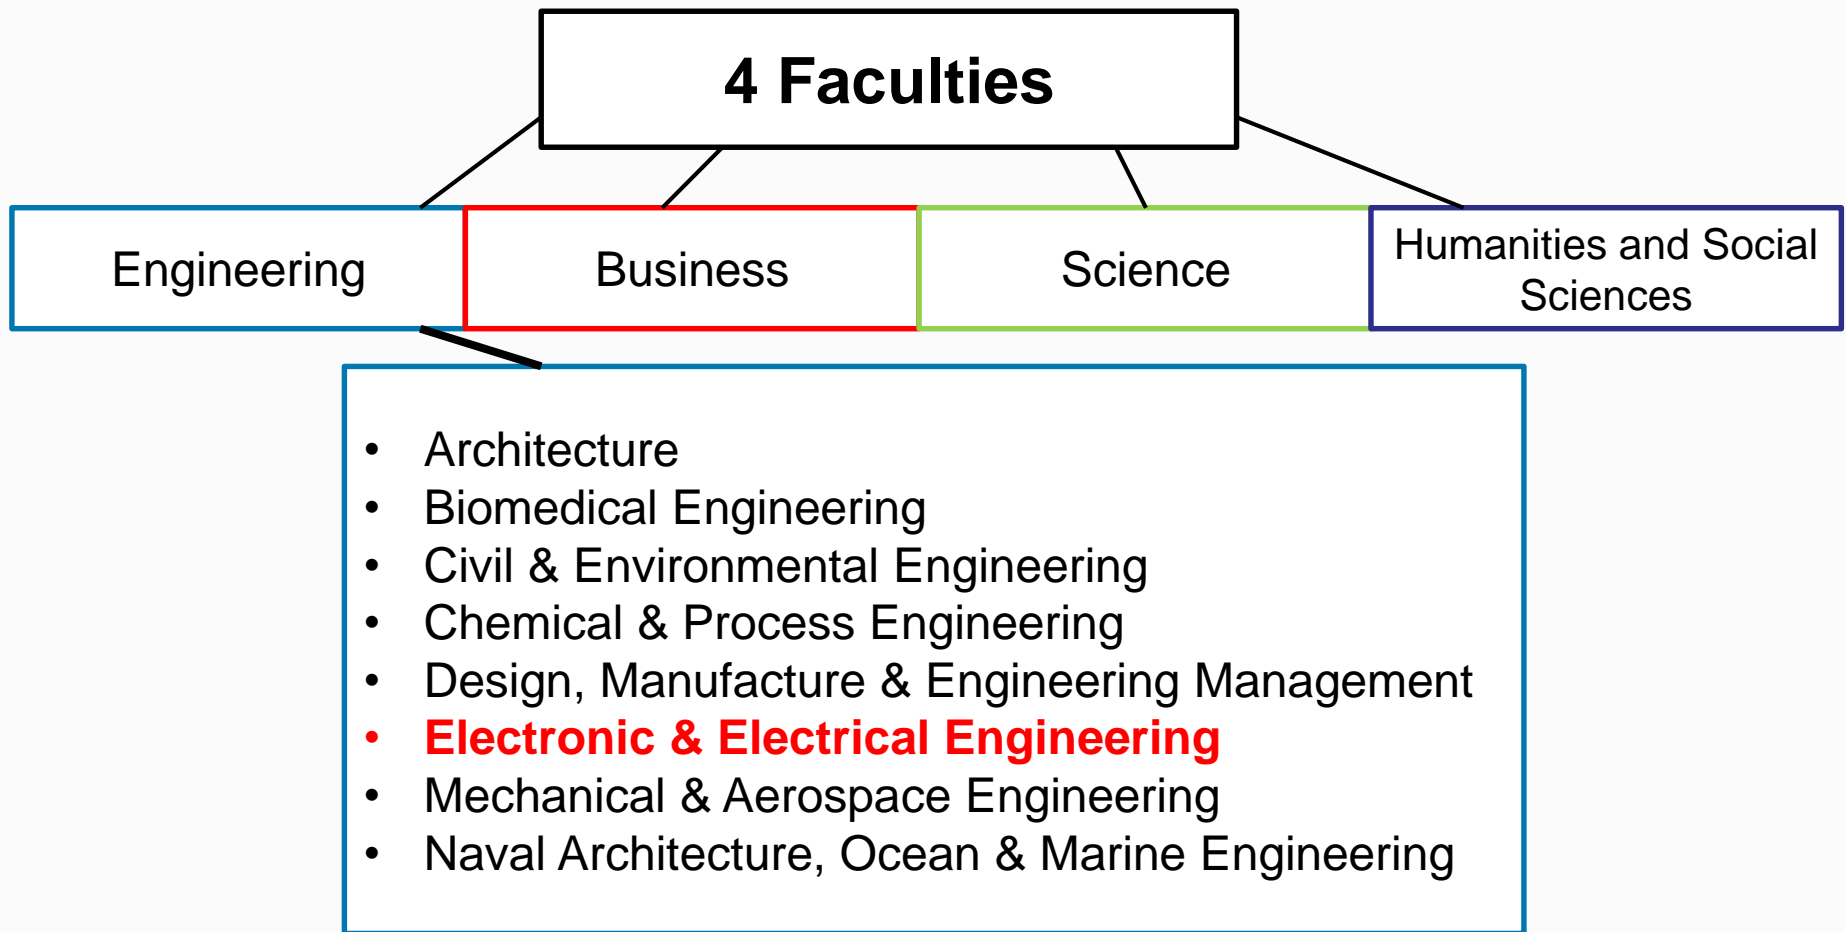 4 Faculties
Engineering
Business
Science
Humanities and Social
Sciences
• Architecture
• Biomedical Engineering
• Civil & Environmental Engineering
• Chemical & Process Engineering
• Design, Manufacture & Engineering Management
• Electronic & Electrical Engineering
• Mechanical & Aerospace Engineering
• Naval Architecture, Ocean & Marine Engineering